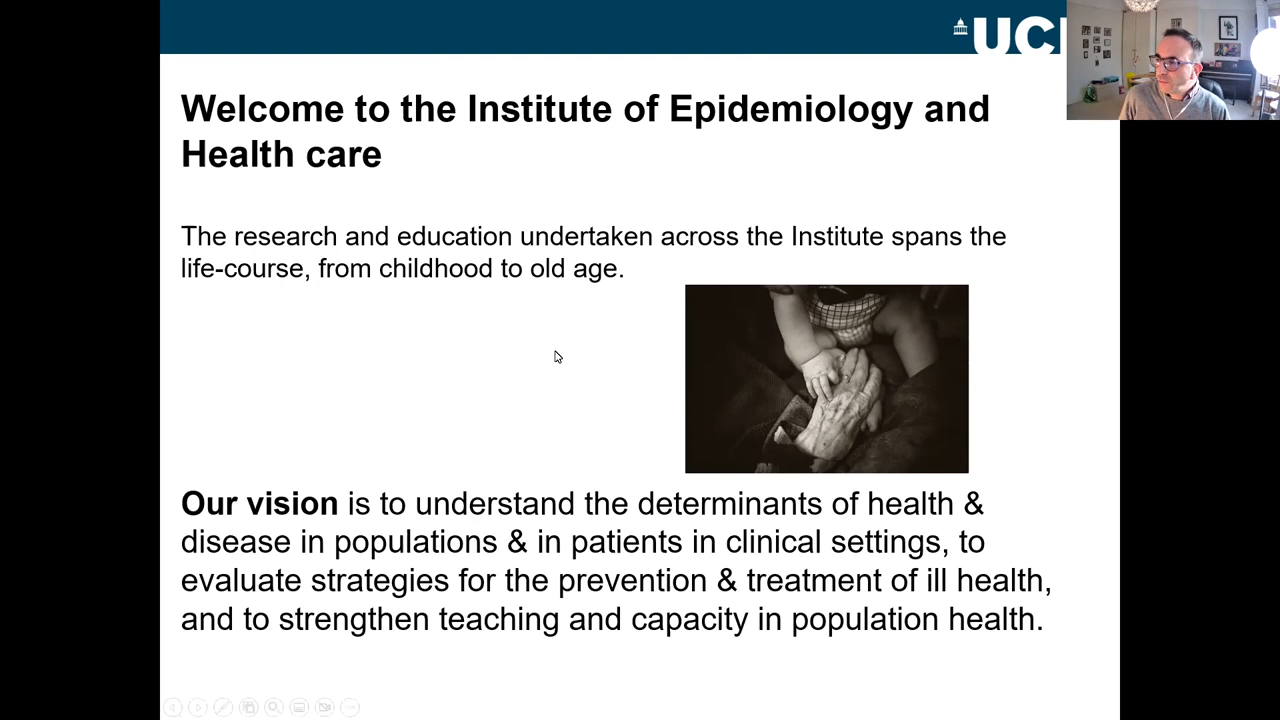 UCL
Welcome to the Institute of Epidemiology and
Health care
The research and education undertaken across the Institute spans the
life-course, from childhood to old age.
Our vision is to understand the determinants of health &
disease in populations & in patients in clinical settings, to
evaluate strategies for the prevention & treatment of ill health,
and to strengthen teaching and capacity in population health.